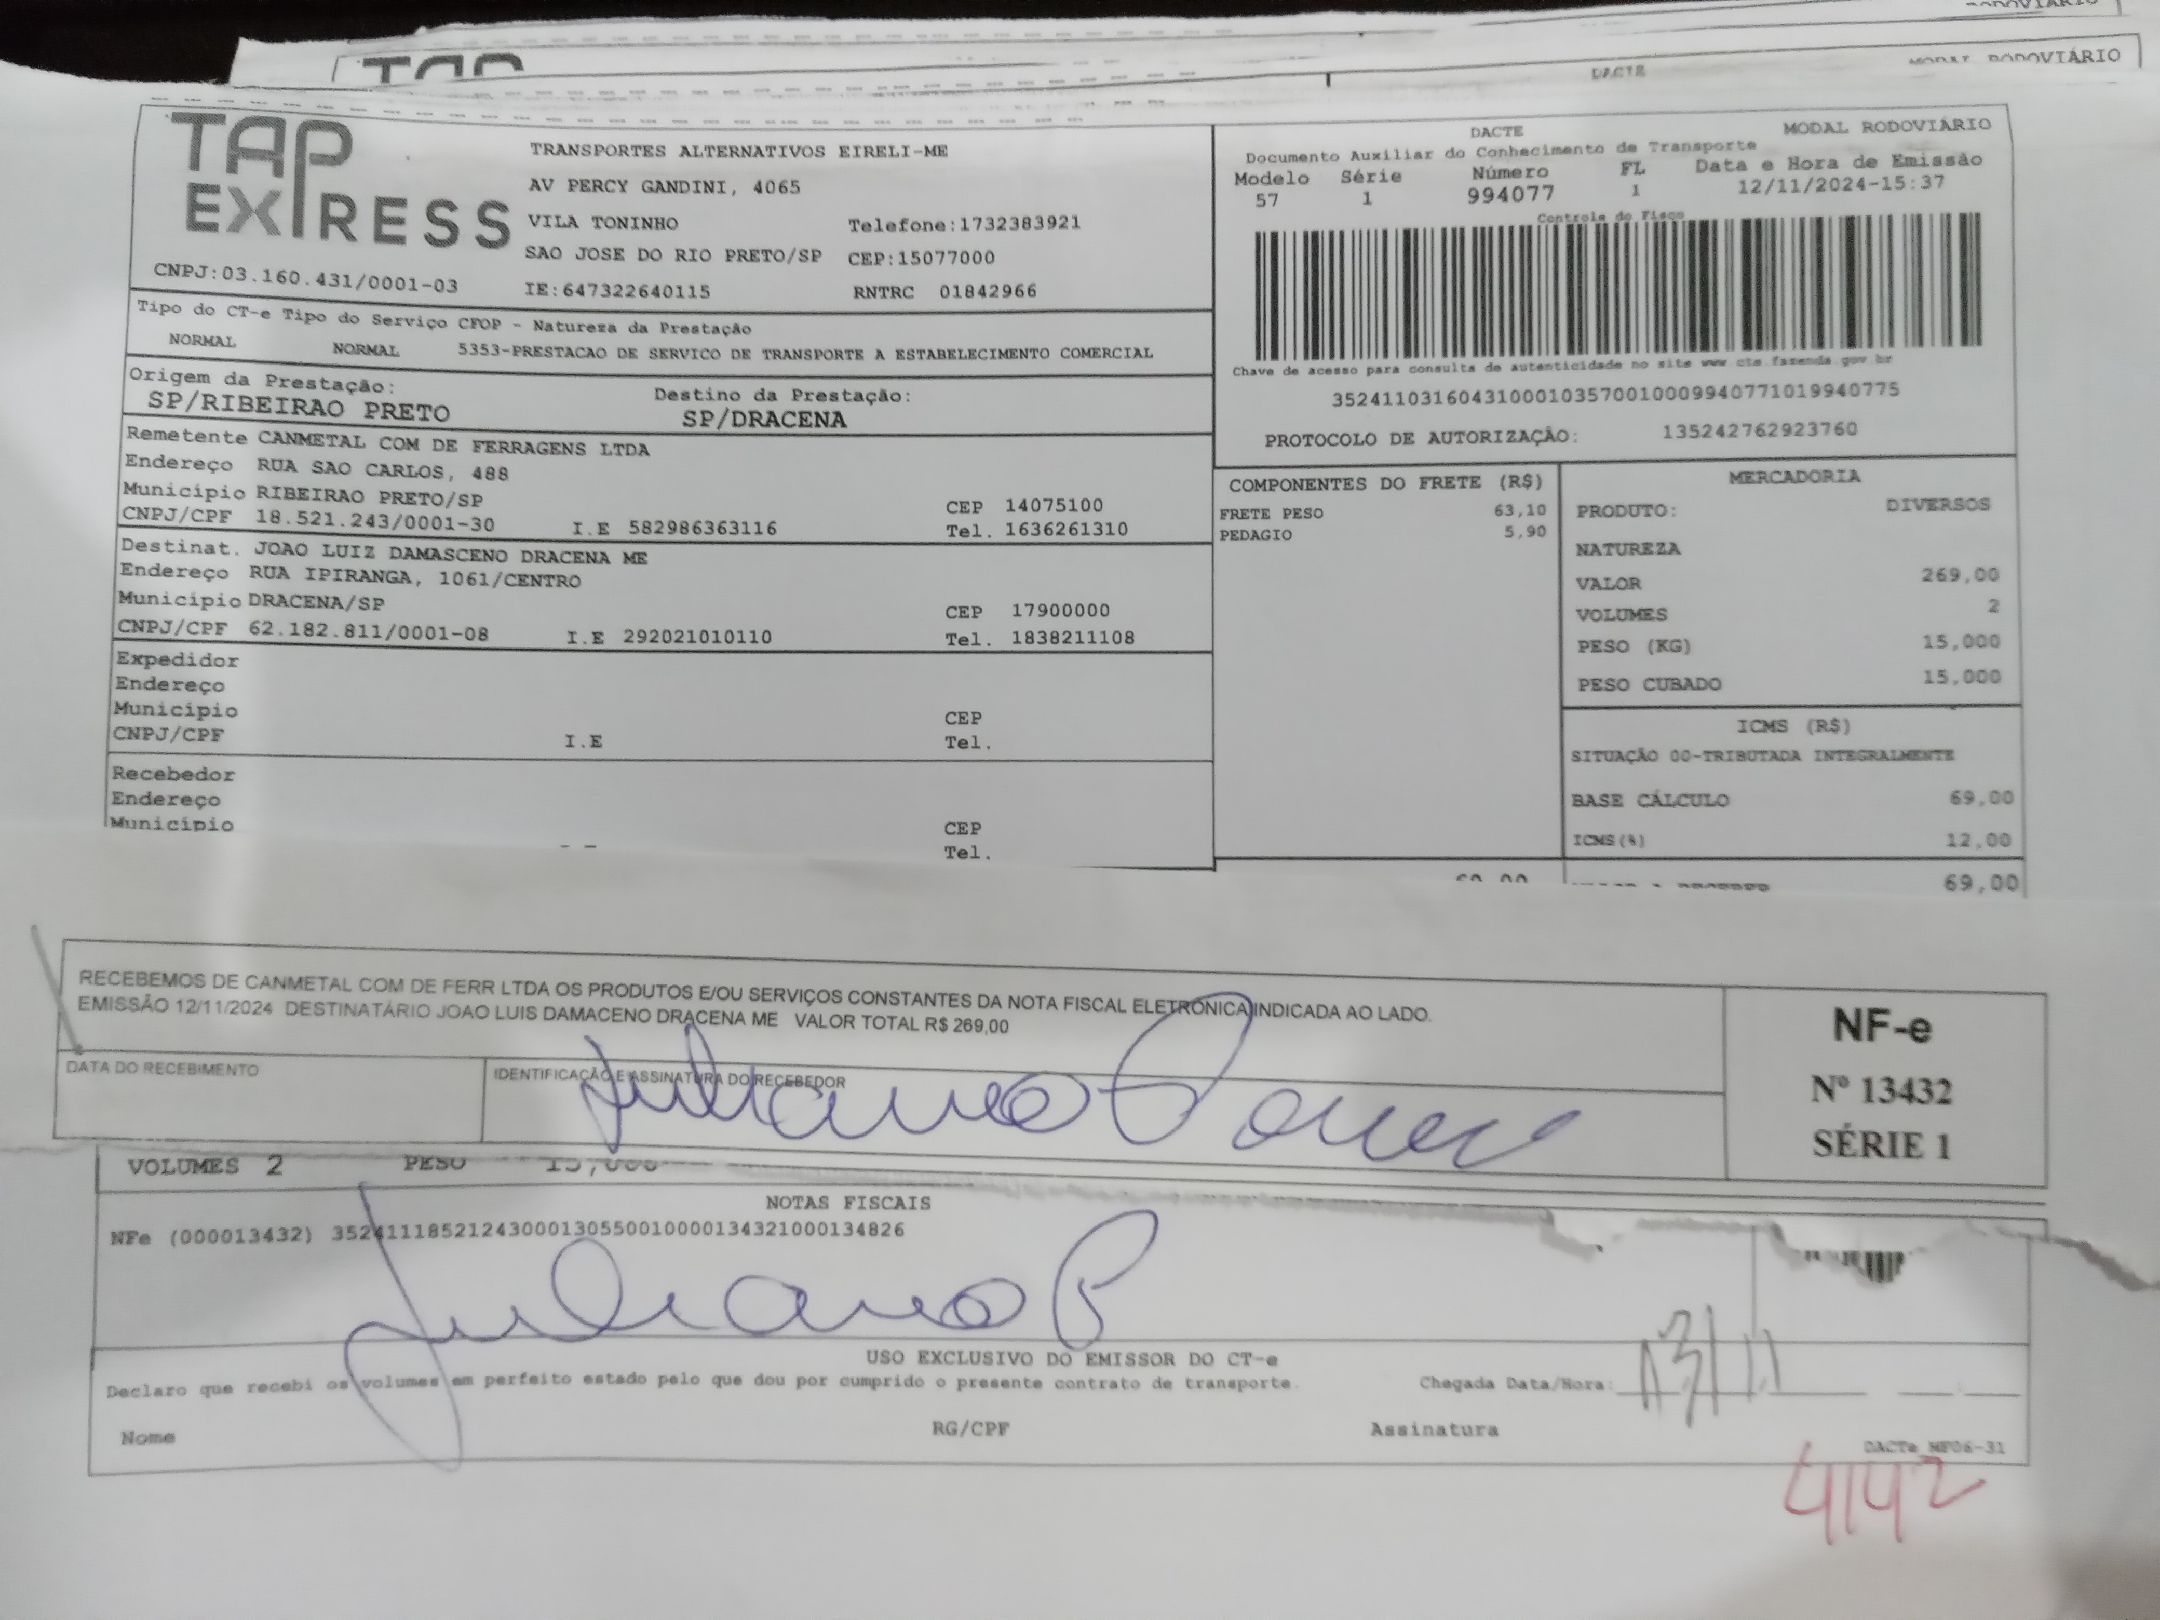 DACTE
MODAL RODOVIÁRIO
TAP
EXPRESS
TRANSPORTES ALTERNATIVOS EIRELI-ME
AV PERCY GANDINI, 4065
VILA TONINHO Telefone:1732383921
SAO JOSE DO RIO PRETO/SP CEP:15077000
CNPJ:03.160.431/0001-03 IE:647322640115 RNTRC 01842966
DACTE MODAL RODOVIÁRIO
Documento Auxiliar do Conhecimento de Transporte
Modelo Série Número FL Data e Hora de Emissão
57 1 994077 1 12/11/2024-15:37
Controle do Fisco
Chave de acesso para consulta de autenticidade no site www.cte.fazenda.gov.br
35241103160431000103570010009940771019940775
PROTOCOLO DE AUTORIZAÇÃO: 135242762923760
Tipo do CT-e Tipo do Serviço CFOP - Natureza da Prestação
NORMAL NORMAL 5353-PRESTACAO DE SERVICO DE TRANSPORTE A ESTABELECIMENTO COMERCIAL
Origem da Prestação: Destino da Prestação:
SP/RIBEIRAO PRETO SP/DRACENA
Remetente CANMETAL COM DE FERRAGENS LTDA
Endereço RUA SAO CARLOS, 488
Município RIBEIRAO PRETO/SP CEP 14075100
CNPJ/CPF 18.521.243/0001-30 I.E 582986363116 Tel. 1636261310
Destinat. JOAO LUIZ DAMASCENO DRACENA ME
Endereço RUA IPIRANGA, 1061/CENTRO
Município DRACENA/SP CEP 17900000
CNPJ/CPF 62.182.811/0001-08 I.E 292021010110 Tel. 1838211108
Expedidor
Endereço
Município CEP
CNPJ/CPF I.E Tel.
Recebedor
Endereço
Município CEP
Tel.
COMPONENTES DO FRETE (R$)
FRETE PESO 63,10
PEDAGIO 5,90
MERCADORIA
PRODUTO: DIVERSOS
NATUREZA
VALOR 269,00
VOLUMES 2
PESO (KG) 15,000
PESO CUBADO 15,000
ICMS (R$)
SITUAÇÃO 00-TRIBUTADA INTEGRALMENTE
BASE CÁLCULO 69,00
ICMS(%) 12,00
69,00
RECEBEMOS DE CANMETAL COM DE FERR LTDA OS PRODUTOS E/OU SERVIÇOS CONSTANTES DA NOTA FISCAL ELETRÔNICA INDICADA AO LADO.
EMISSÃO 12/11/2024 DESTINATÁRIO JOAO LUIS DAMACENO DRACENA ME VALOR TOTAL R$ 269,00
DATA DO RECEBIMENTO IDENTIFICAÇÃO E ASSINATURA DO RECEBEDOR
Juliano
NF-e
Nº 13432
SÉRIE 1
VOLUMES 2 PESO 15,000
NOTAS FISCAIS
NFe (000013432) 35241118521243000130550010000134321000134826
Juliano P
USO EXCLUSIVO DO EMISSOR DO CT-e
Declaro que recebi os volumes em perfeito estado pelo que dou por cumprido o presente contrato de transporte. Chegada Data/Hora: 13/11
Nome RG/CPF Assinatura
DACTe MF06-31
4142